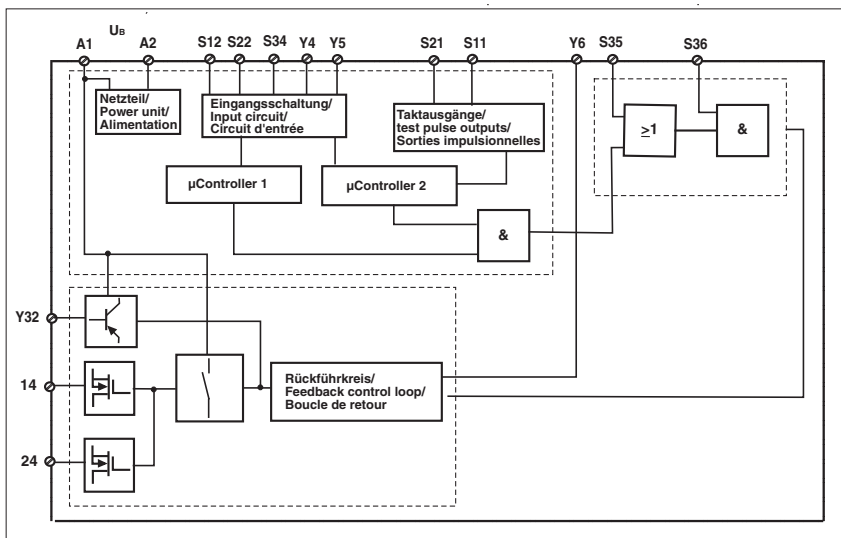 UB
A1 A2 S12 S22 S34 Y4 Y5 S21 S11 Y6 S35 S36
Netzteil/
Power unit/
Alimentation/
Eingangsschaltung/
Input circuit/
Circuit d'entrée/
Taktausgänge/
test pulse outputs/
Sorties impulsionnelles
≥1
&
µController 1
µController 2
&
Y32
14
24
Rückführkreis/
Feedback control loop/
Boucle de retour